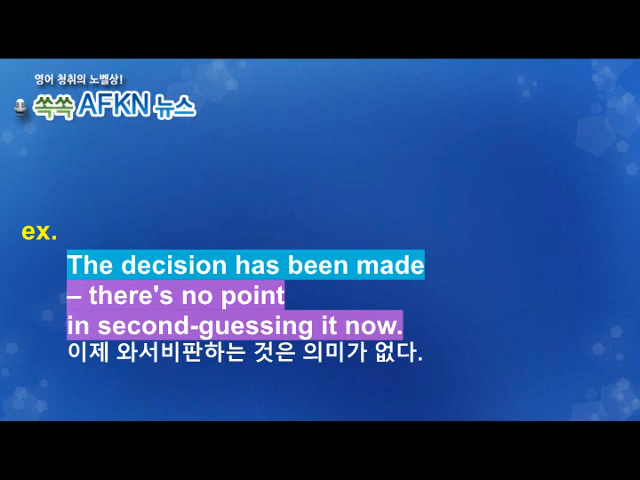 영어 청취의 노벨상!
쏙쏙 AFKN 뉴스
ex.
The decision has been made
– there's no point
in second-guessing it now.
이제 와서비판하는 것은 의미가 없다.